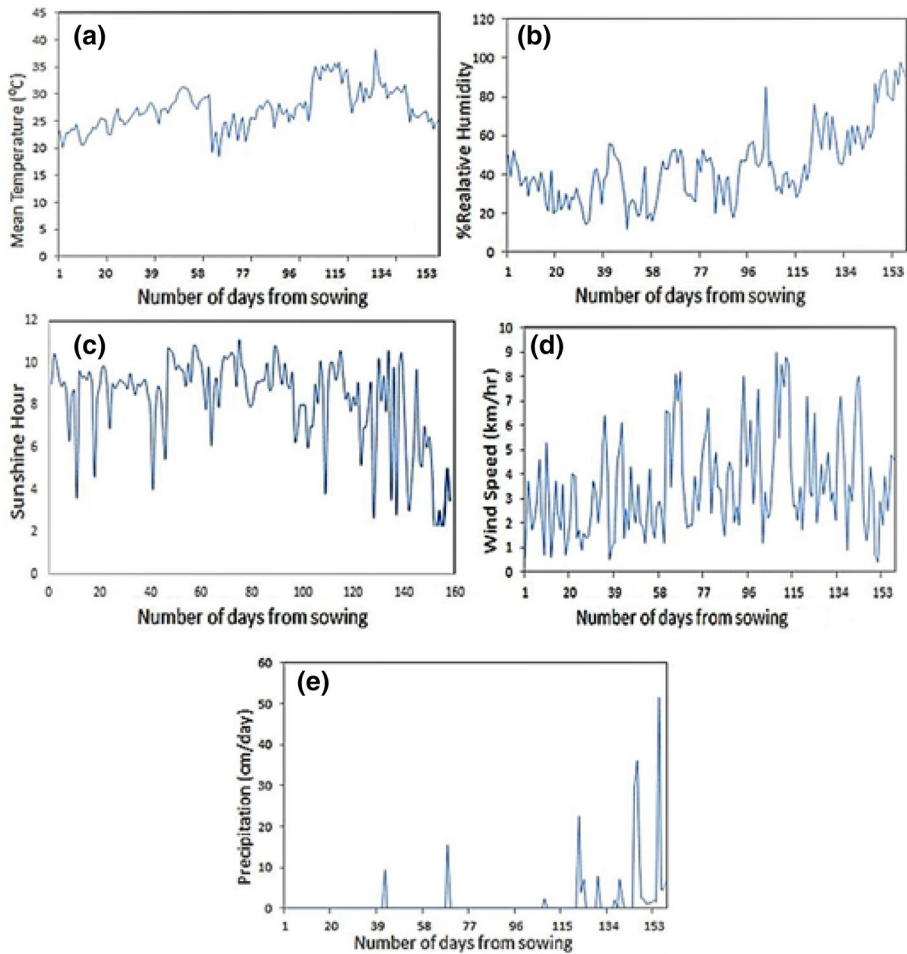 (a)
Mean Temperature (⁰C)
45
40
35
30
25
20
15
10
5
0
1 20 39 58 77 96 115 134 153
Number of days from sowing
(b)
%Realative Humidity
120
100
80
60
40
20
0
1 20 39 58 77 96 115 134 153
Number of days from sowing
(c)
Sunshine Hour
12
10
8
6
4
2
0
0 20 40 60 80 100 120 140 160
Number of days from sowing
(d)
Wind Speed (km/hr)
10
9
8
7
6
5
4
3
2
1
0
1 20 39 58 77 96 115 134 153
Number of days from sowing
(e)
Precipitation (cm/day)
60
50
40
30
20
10
0
1 20 39 58 77 96 115 134 153
Number of days from sowing